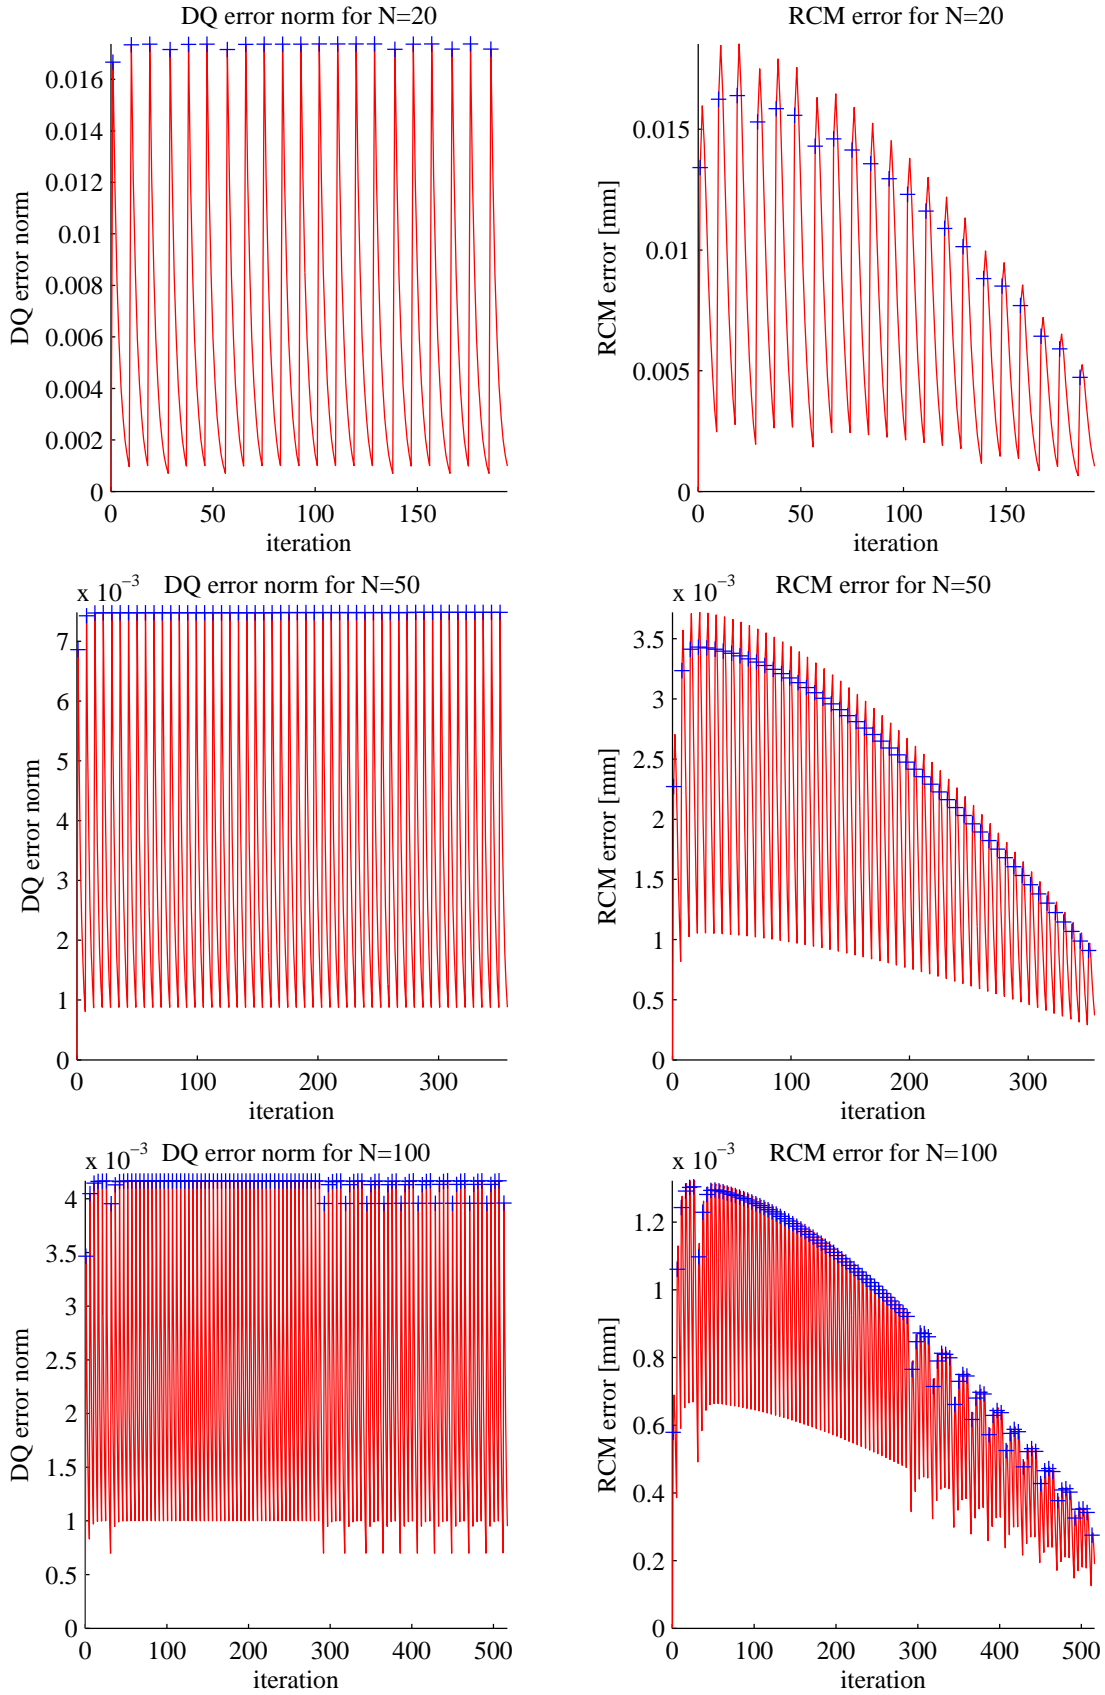 DQ error norm for N=20
0.016
0.014
0.012
0.01
0.008
0.006
0.004
0.002
0
DQ error norm
0 50 100 150
iteration
RCM error for N=20
0.015
0.01
0.005
0
RCM error [mm]
0 50 100 150
iteration
x 10−3
DQ error norm for N=50
7
6
5
4
3
2
1
0
DQ error norm
0 100 200 300
iteration
x 10−3
RCM error for N=50
3.5
3
2.5
2
1.5
1
0.5
0
RCM error [mm]
0 100 200 300
iteration
x 10−3
DQ error norm for N=100
4
3.5
3
2.5
2
1.5
1
0.5
0
DQ error norm
0 100 200 300 400 500
iteration
x 10−3
RCM error for N=100
1.2
1
0.8
0.6
0.4
0.2
0
RCM error [mm]
0 100 200 300 400 500
iteration